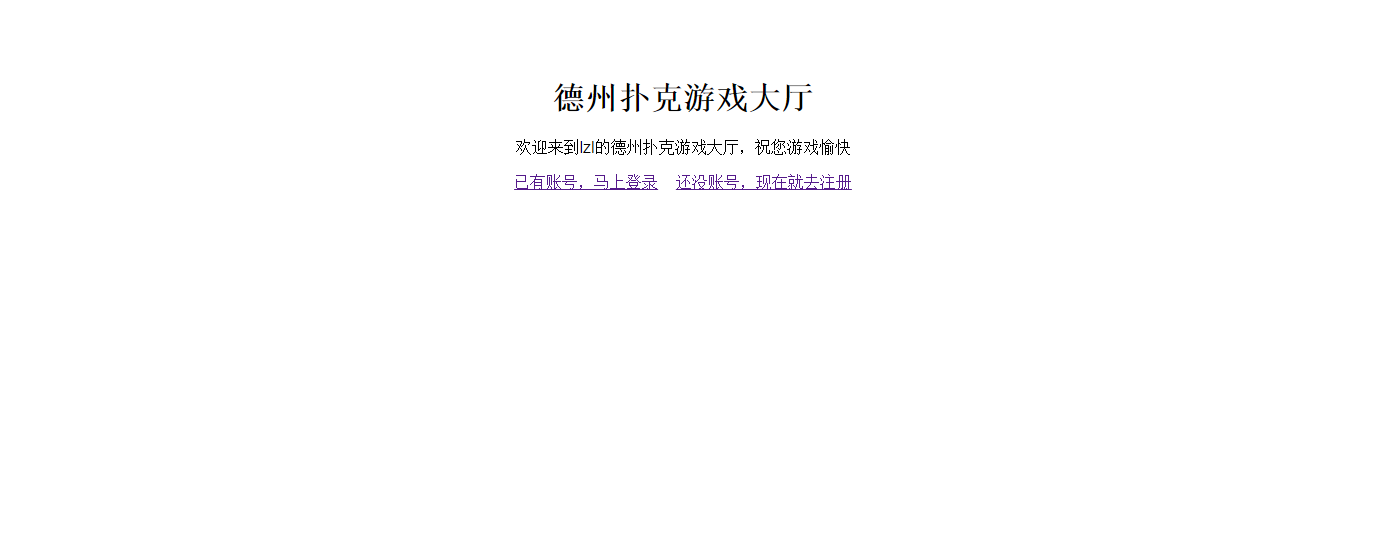 德州扑克游戏大厅
欢迎来到lzl的德州扑克游戏大厅，祝您游戏愉快
已有账号，马上登录 还没账号，现在就去注册